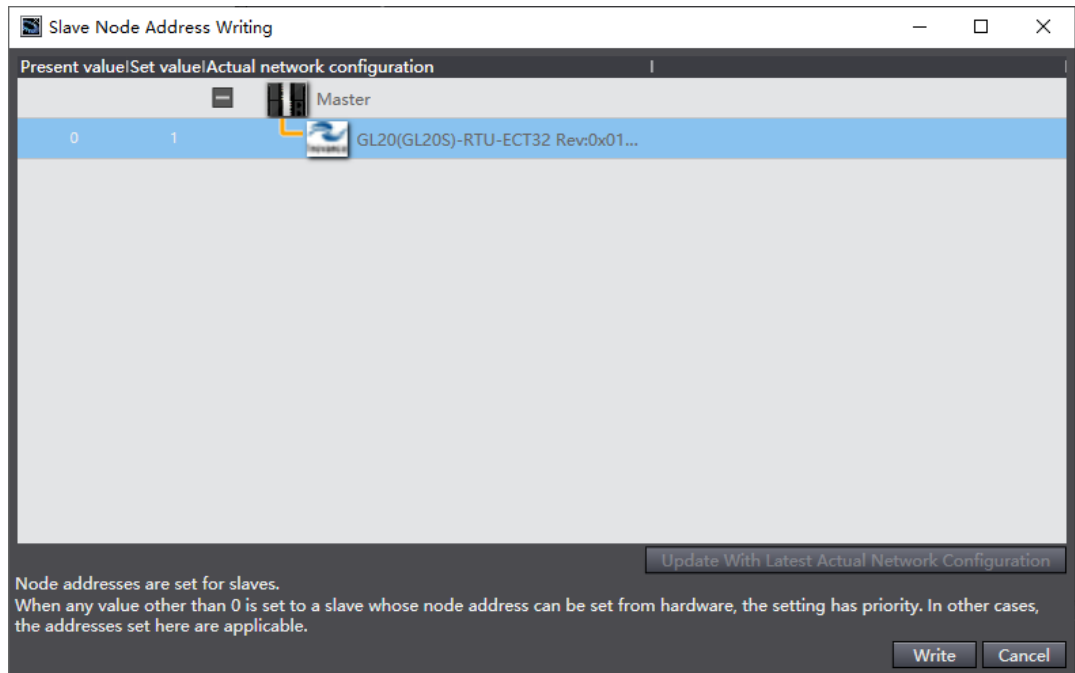 Slave Node Address Writing
Present value|Set value|Actual network configuration
Master
0 1 GL20(GL20S)-RTU-ECT32 Rev:0x01...
Update With Latest Actual Network Configuration
Node addresses are set for slaves.
When any value other than 0 is set to a slave whose node address can be set from hardware, the setting has priority. In other cases,
the addresses set here are applicable.
Write Cancel